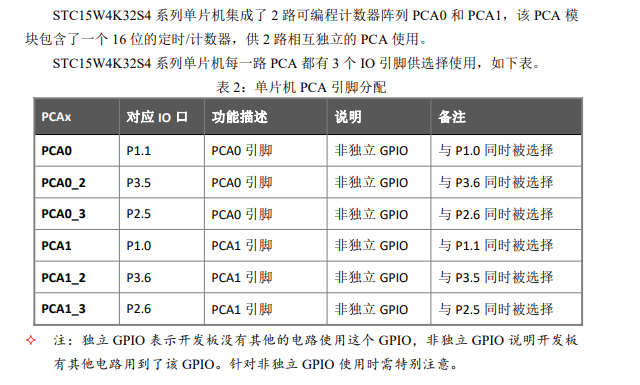 STC15W4K32S4 系列单片机集成了 2 路可编程计数器阵列 PCA0 和 PCA1，该 PCA 模
块包含了一个 16 位的定时/计数器，供 2 路相互独立的 PCA 使用。
STC15W4K32S4 系列单片机每一路 PCA 都有 3 个 IO 引脚供选择使用，如下表。
表 2：单片机 PCA 引脚分配
PCAx 对应 IO 口 功能描述 说明 备注
PCA0 P1.1 PCA0 引脚 非独立 GPIO 与 P1.0 同时被选择
PCA0_2 P3.5 PCA0 引脚 非独立 GPIO 与 P3.6 同时被选择
PCA0_3 P2.5 PCA0 引脚 非独立 GPIO 与 P2.6 同时被选择
PCA1 P1.0 PCA1 引脚 非独立 GPIO 与 P1.1 同时被选择
PCA1_2 P3.6 PCA1 引脚 非独立 GPIO 与 P3.5 同时被选择
PCA1_3 P2.6 PCA1 引脚 非独立 GPIO 与 P2.5 同时被选择
✧ 注：独立 GPIO 表示开发板没有其他的电路使用这个 GPIO，非独立 GPIO 说明开发板
有其他电路用到了该 GPIO。针对非独立 GPIO 使用时需特别注意。